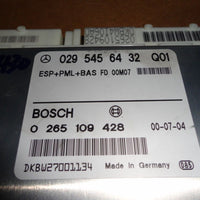 029 545 64 32 Q01
ESP+PML+BAS FD 00M07
BOSCH
0 265 109 428 00-07-04
DKBW27001134 Made in Germany